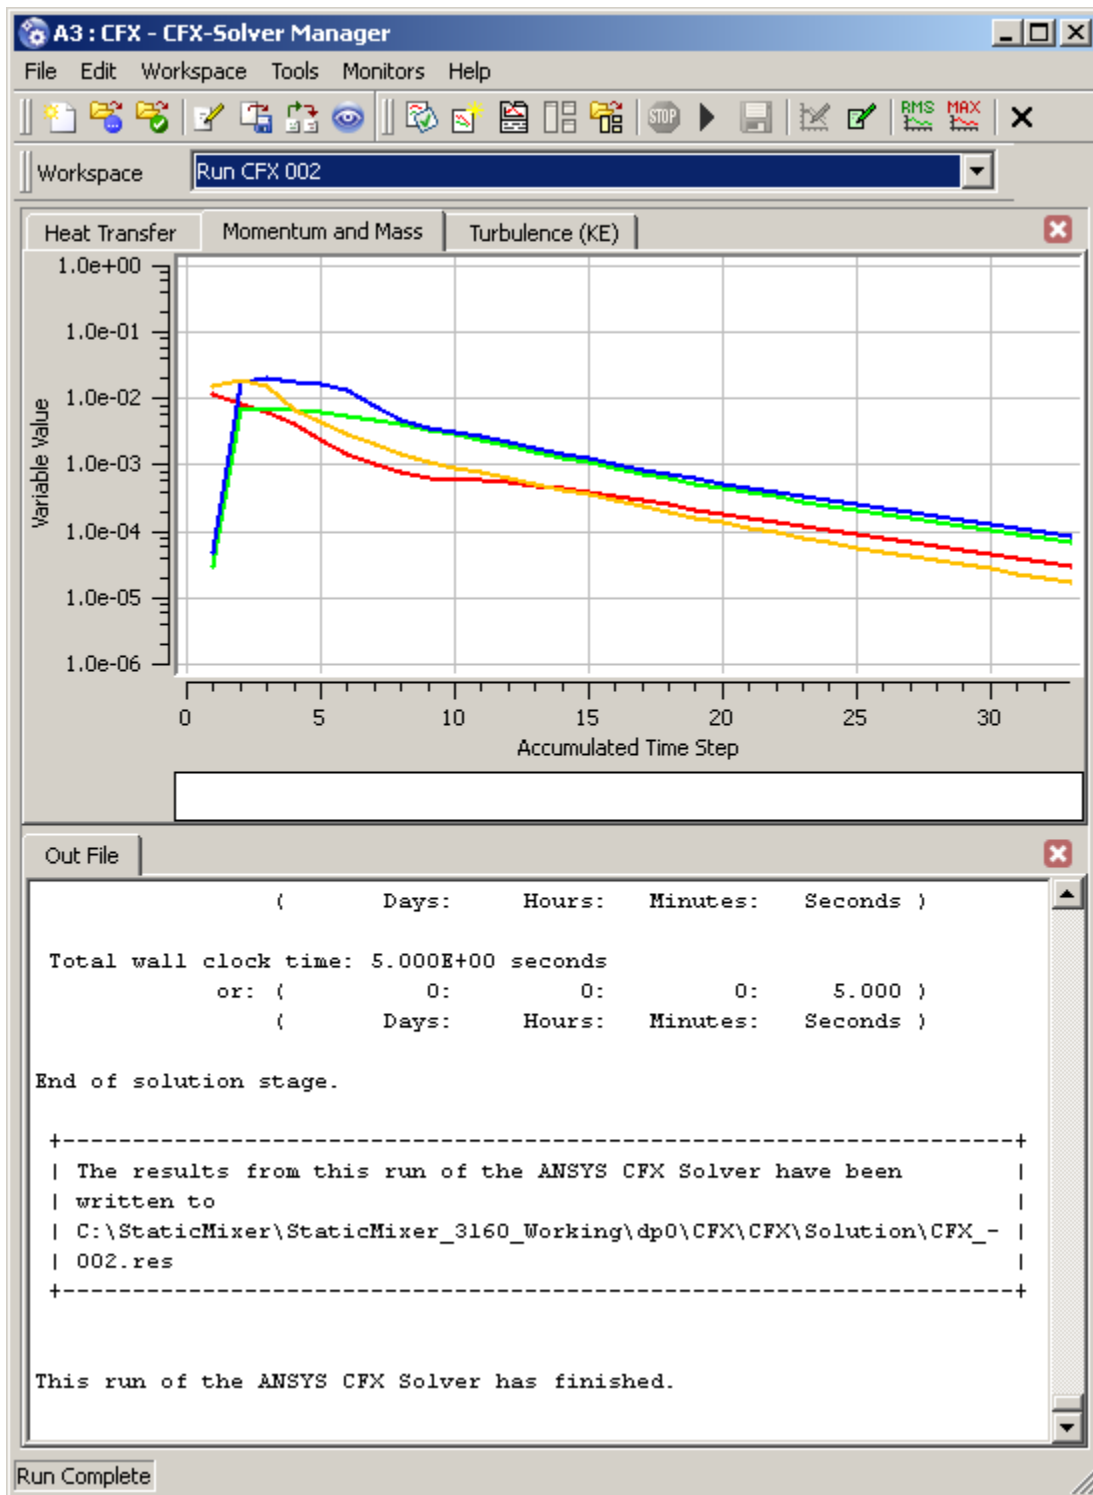 A3 : CFX - CFX-Solver Manager
File Edit Workspace Tools Monitors Help
STOP RMS MAX
Workspace Run CFX 002
Heat Transfer Momentum and Mass Turbulence (KE)
1.0e+00
1.0e-01
1.0e-02
1.0e-03
1.0e-04
1.0e-05
1.0e-06
Variable Value
0 5 10 15 20 25 30
Accumulated Time Step
Out File
( Days: Hours: Minutes: Seconds )
Total wall clock time: 5.000E+00 seconds
or: ( 0: 0: 0: 5.000 )
( Days: Hours: Minutes: Seconds )
End of solution stage.
+--------------------------------------------------------------------+
| The results from this run of the ANSYS CFX Solver have been |
| written to |
| C:\StaticMixer\StaticMixer_3160_Working\dp0\CFX\CFX\Solution\CFX_- |
| 002.res |
+--------------------------------------------------------------------+
This run of the ANSYS CFX Solver has finished.
Run Complete